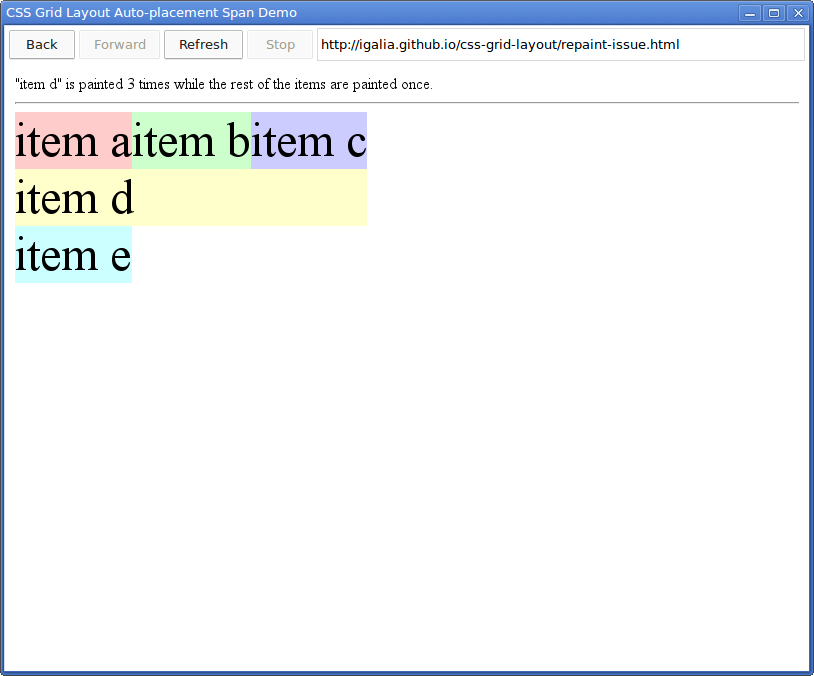 CSS Grid Layout Auto-placement Span Demo
Back Forward Refresh Stop http://igalia.github.io/css-grid-layout/repaint-issue.html
"item d" is painted 3 times while the rest of the items are painted once.
item a item b item c
item d
item e